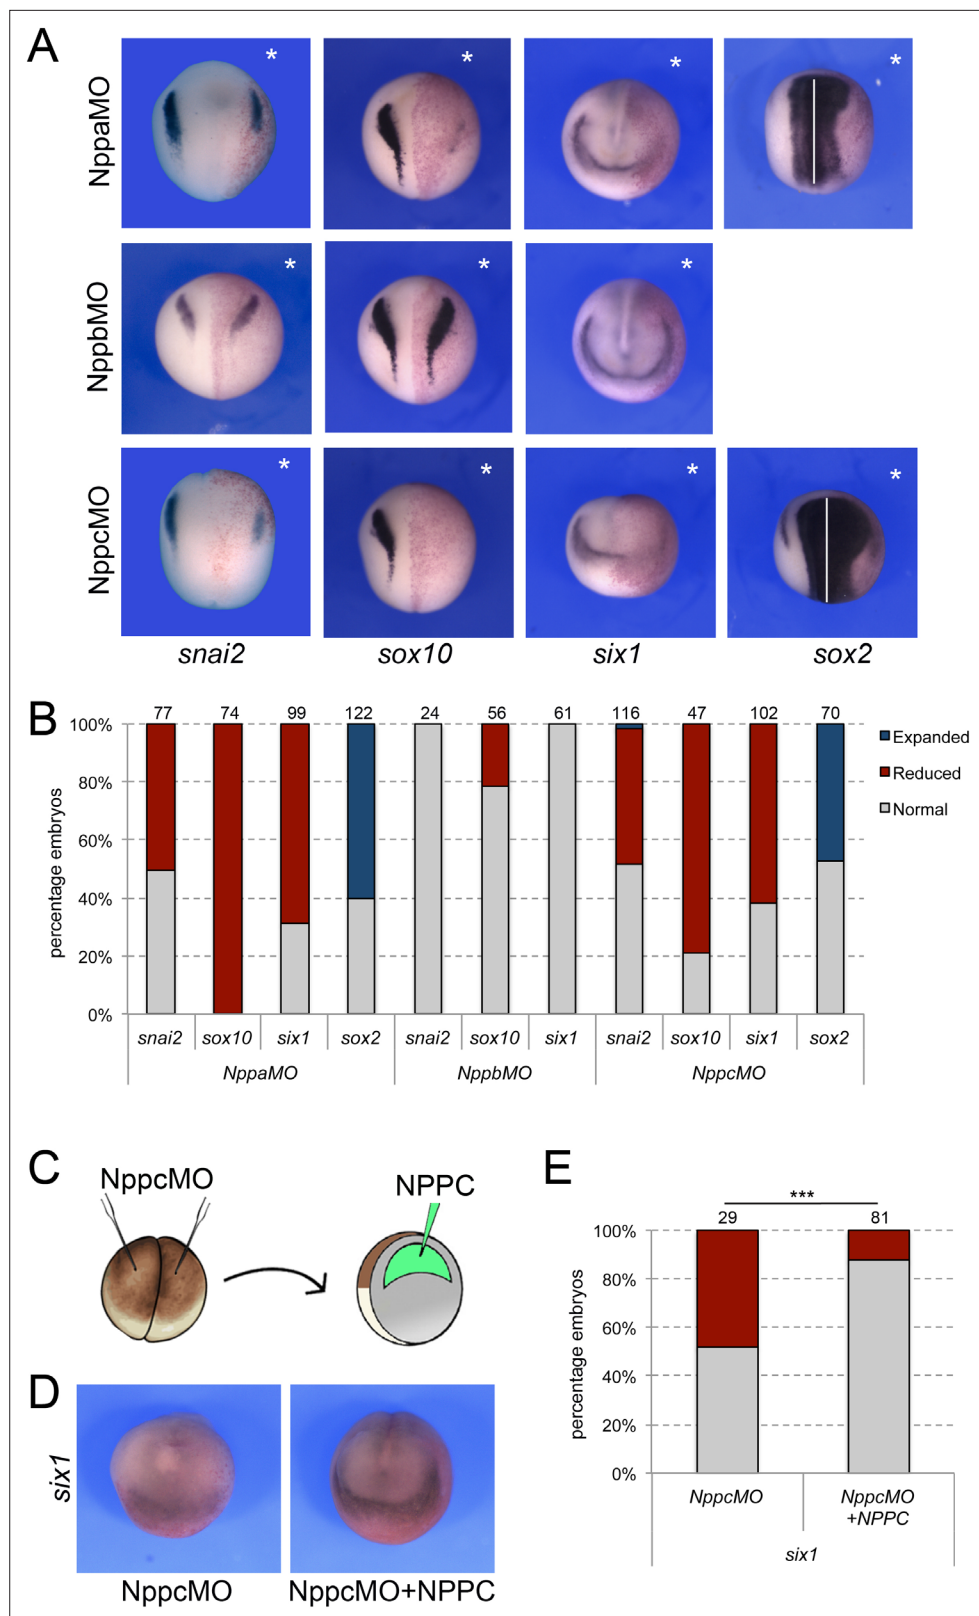 A
NppaMO
*
*
*
*
NppbMO
*
*
*
NppcMO
*
*
*
*
snai2 sox10 six1 sox2
B
percentage embryos
77 74 99 122 24 56 61 116 47 102 70
100%
80%
60%
40%
20%
0%
Expanded
Reduced
Normal
snai2 sox10 six1 sox2 snai2 sox10 six1 snai2 sox10 six1 sox2
NppaMO NppbMO NppcMO
C
NppcMO
NPPC
D
six1
NppcMO NppcMO+NPPC
E
***
29 81
percentage embryos
100%
80%
60%
40%
20%
0%
NppcMO NppcMO
+NPPC
six1